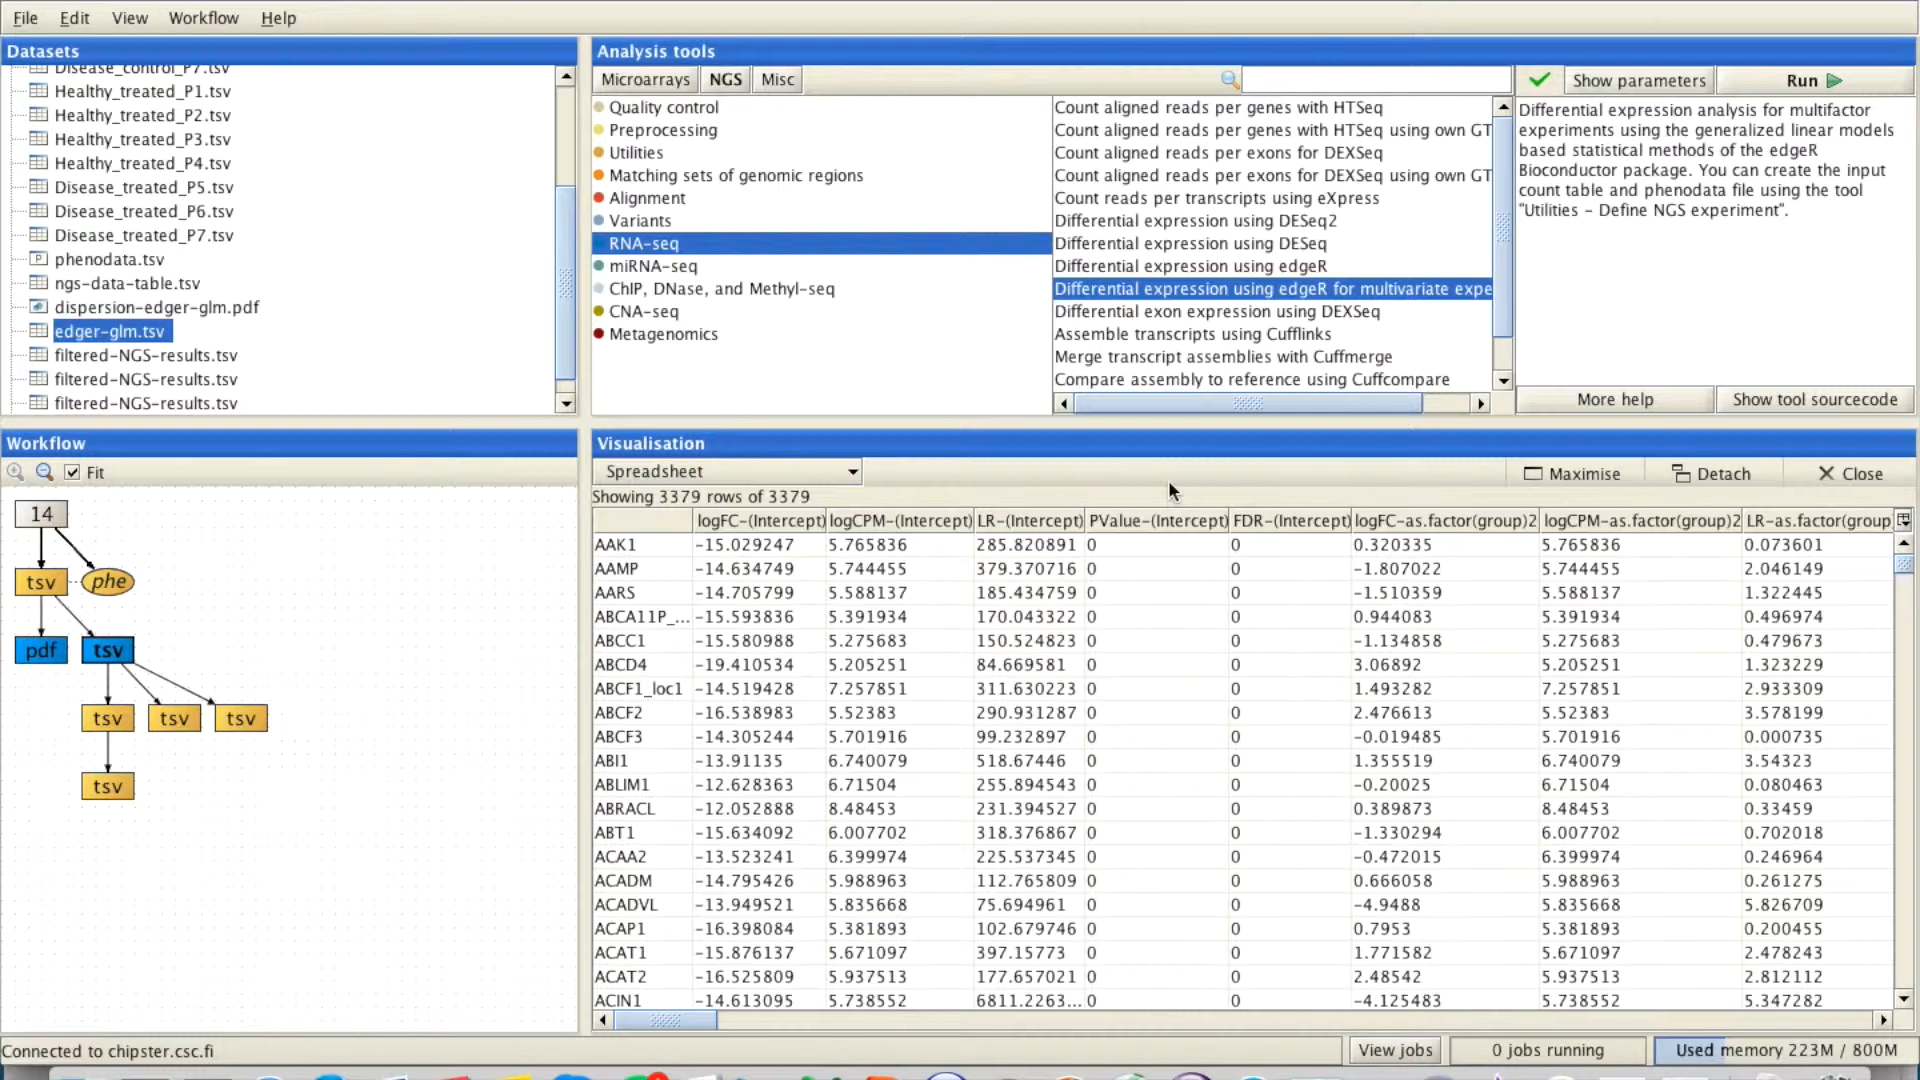 File Edit View Workflow Help
Datasets
Disease_control_P7.tsv
Healthy_treated_P1.tsv
Healthy_treated_P2.tsv
Healthy_treated_P3.tsv
Healthy_treated_P4.tsv
Disease_treated_P5.tsv
Disease_treated_P6.tsv
Disease_treated_P7.tsv
phenodata.tsv
ngs-data-table.tsv
dispersion-edger-glm.pdf
edger-glm.tsv
filtered-NGS-results.tsv
filtered-NGS-results.tsv
filtered-NGS-results.tsv
Analysis tools
Microarrays NGS Misc
Show parameters Run
Quality control
Preprocessing
Utilities
Matching sets of genomic regions
Alignment
Variants
RNA-seq
miRNA-seq
ChIP, DNase, and Methyl-seq
CNA-seq
Metagenomics
Count aligned reads per genes with HTSeq
Count aligned reads per genes with HTSeq using own GT
Count aligned reads per exons for DEXSeq
Count aligned reads per exons for DEXSeq using own GT
Count reads per transcripts using eXpress
Differential expression using DESeq2
Differential expression using DESeq
Differential expression using edgeR
Differential expression using edgeR for multivariate expe
Differential exon expression using DEXSeq
Assemble transcripts using Cufflinks
Merge transcript assemblies with Cuffmerge
Compare assembly to reference using Cuffcompare
Differential expression analysis for multifactor
experiments using the generalized linear models
based statistical methods of the edgeR
Bioconductor package. You can create the input
count table and phenodata file using the tool
"Utilities - Define NGS experiment".
More help Show tool sourcecode
Workflow
Fit
14
tsv phe
pdf tsv
tsv tsv tsv
tsv
Visualisation
Spreadsheet Maximise Detach Close
Showing 3379 rows of 3379
logFC-(Intercept) logCPM-(Intercept) LR-(Intercept) PValue-(Intercept) FDR-(Intercept) logFC-as.factor(group)2 logCPM-as.factor(group)2 LR-as.factor(group
AAK1 -15.029247 5.765836 285.820891 0 0 0.320335 5.765836 0.073601
AAMP -14.634749 5.744455 379.370716 0 0 -1.807022 5.744455 2.046149
AARS -14.705799 5.588137 185.434759 0 0 -1.510359 5.588137 1.322445
ABCA11P_... -15.593836 5.391934 170.043322 0 0 0.944083 5.391934 0.496974
ABCC1 -15.580988 5.275683 150.524823 0 0 -1.134858 5.275683 0.479673
ABCD4 -19.410534 5.205251 84.669581 0 0 3.06892 5.205251 1.323229
ABCF1_loc1 -14.519428 7.257851 311.630223 0 0 1.493282 7.257851 2.933309
ABCF2 -16.538983 5.52383 290.931287 0 0 2.476613 5.52383 3.578199
ABCF3 -14.305244 5.701916 99.232897 0 0 -0.019485 5.701916 0.000735
ABI1 -13.91135 6.740079 518.67446 0 0 1.355519 6.740079 3.54323
ABLIM1 -12.628363 6.71504 255.894543 0 0 -0.20025 6.71504 0.080463
ABRACL -12.052888 8.48453 231.394527 0 0 0.389873 8.48453 0.33459
ABT1 -15.634092 6.007702 318.376867 0 0 -1.330294 6.007702 0.702018
ACAA2 -13.523241 6.399974 225.537345 0 0 -0.472015 6.399974 0.246964
ACADM -14.795426 5.988963 112.765809 0 0 0.666058 5.988963 0.261275
ACADVL -13.949521 5.835668 75.694961 0 0 -4.9488 5.835668 5.826709
ACAP1 -16.398084 5.381893 102.679746 0 0 0.7953 5.381893 0.200455
ACAT1 -15.876137 5.671097 397.15773 0 0 1.771582 5.671097 2.478243
ACAT2 -16.525809 5.937513 177.657021 0 0 2.48542 5.937513 2.812112
ACIN1 -14.613095 5.738552 6811.2263... 0 0 -4.125483 5.738552 5.347282
Connected to chipster.csc.fi View jobs 0 jobs running Used memory 223M / 800M